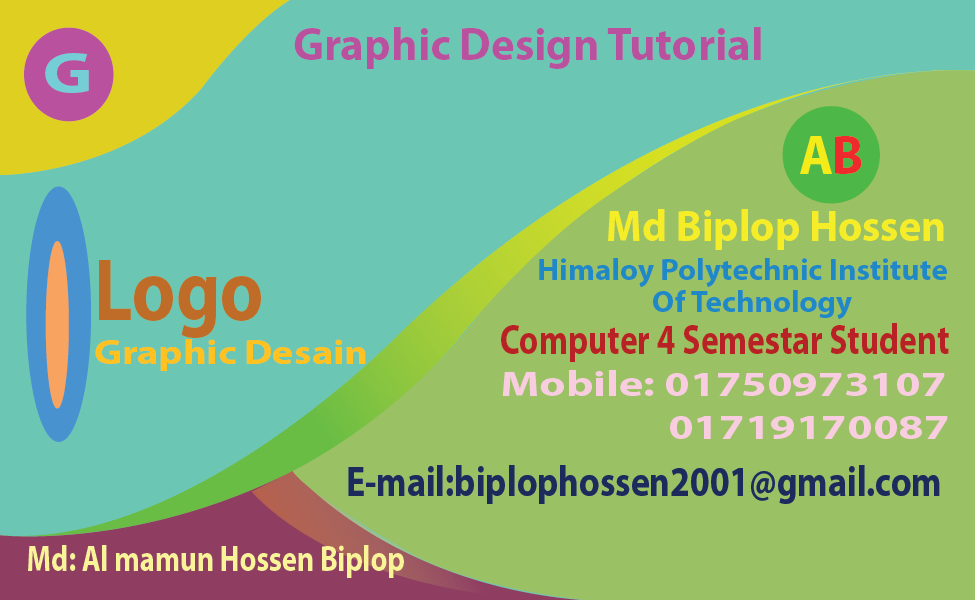 G
Graphic Design Tutorial
AB
Md Biplop Hossen
Himaloy Polytechnic Institute
Of Technology
Computer 4 Semestar Student
Mobile: 01750973107
01719170087
E-mail:biplophossen2001@gmail.com
Logo
Graphic Desain
Md: Al mamun Hossen Biplop